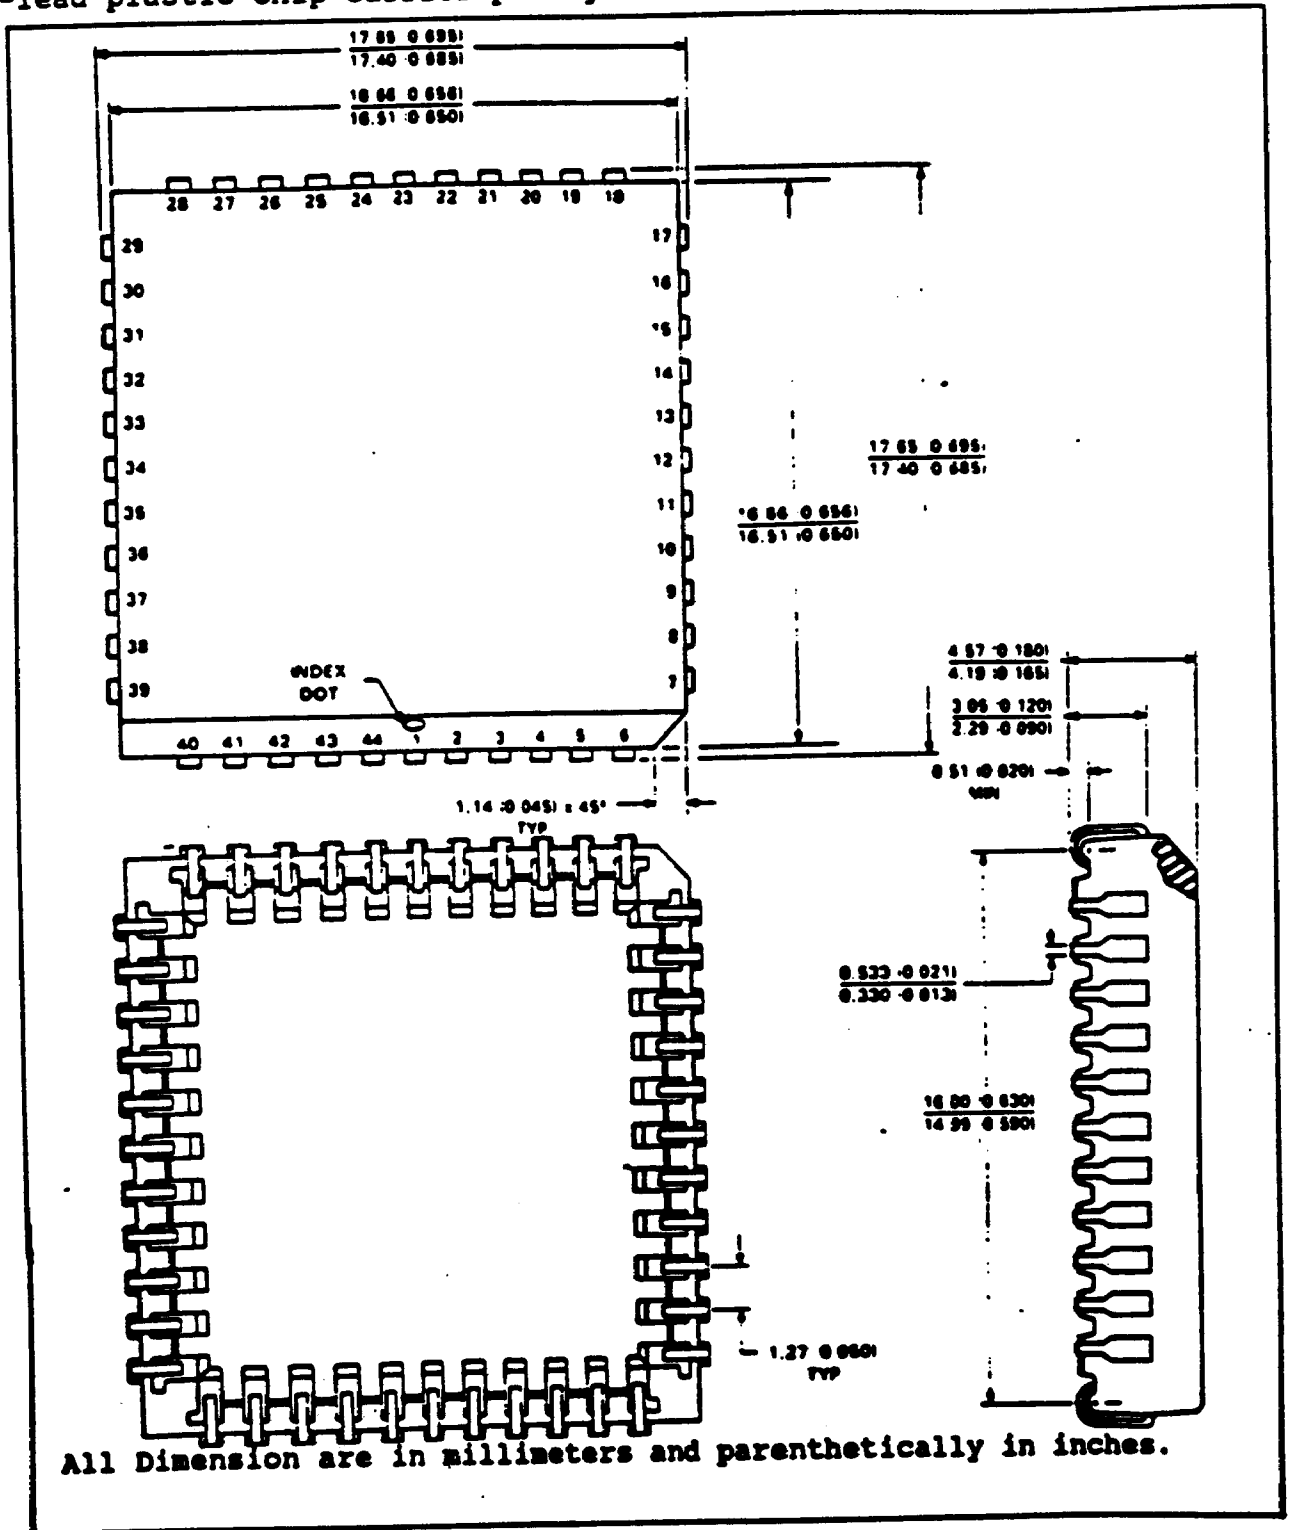 -lead plastic chip
17.65 0.695)
17.40 0.685)
16.66 0.656)
16.51 0.650)
28 27 26 25 24 23 22 21 20 19 18
29
30
31
32
33
34
35
36
37
38
39
17
16
15
14
13
12
11
10
9
8
7
INDEX
DOT
40 41 42 43 44 1 2 3 4 5 6
17 65 0 695)
17 40 0 685)
16 66 0 656)
16.51 (0 650)
4 57 0 180)
4.19 0 165)
3.05 0 120)
2.29 0 090)
0.51 (0.020)
MIN
1.14 (0 045) x 45°
TYP
0.533 0 021)
0.330 0 013)
16 00 0 630)
14 99 0 590)
1.27 0 050)
TYP
All Dimension are in millimeters and parenthetically in inches.